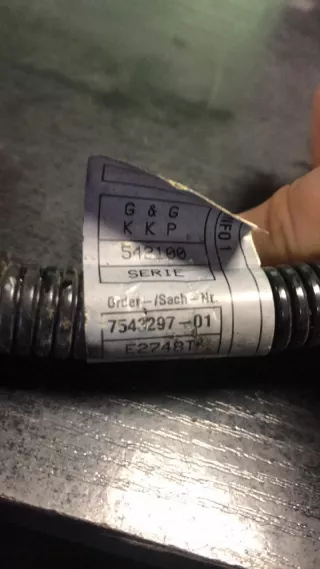 G & G
K K P
542100
SERIE
Order-/Sach-Nr.
7543297-01
E2748T
INFO 1